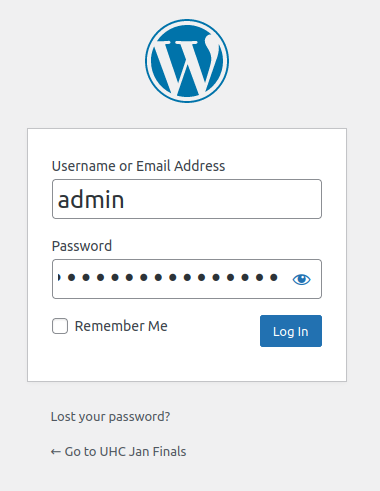 Username or Email Address
admin
Password
••••••••••••••••
Remember Me
Log In
Lost your password?
← Go to UHC Jan Finals